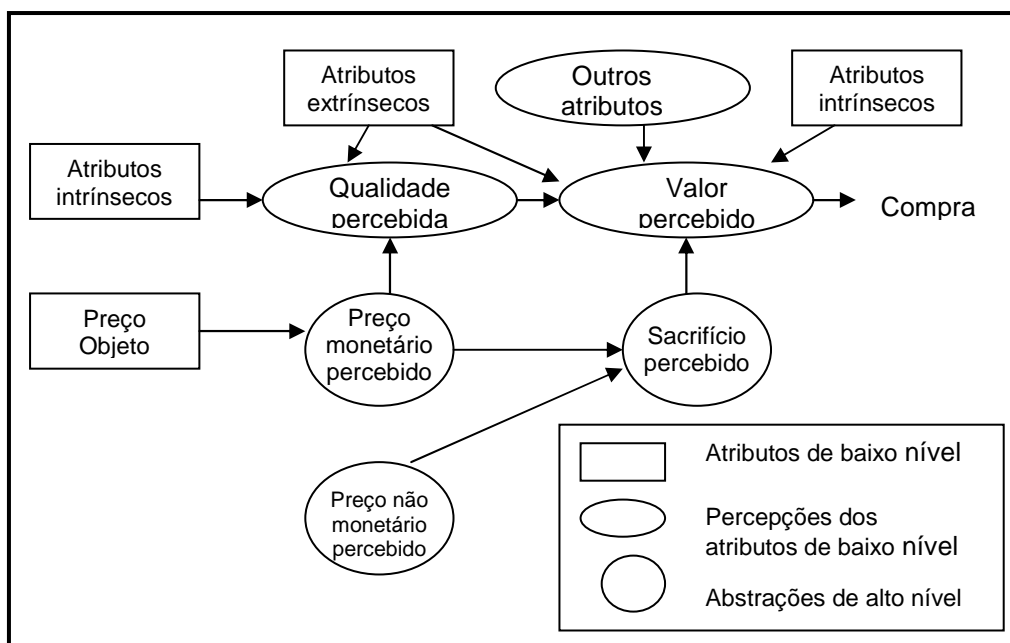 Atributos
extrínsecos
Outros
atributos
Atributos
intrínsecos
Atributos
intrínsecos
Qualidade
percebida
Valor
percebido
Compra
Preço
Objeto
Preço
monetário
percebido
Sacrifício
percebido
Preço não
monetário
percebido
Atributos de baixo nível
Percepções dos
atributos de baixo nível
Abstrações de alto nível